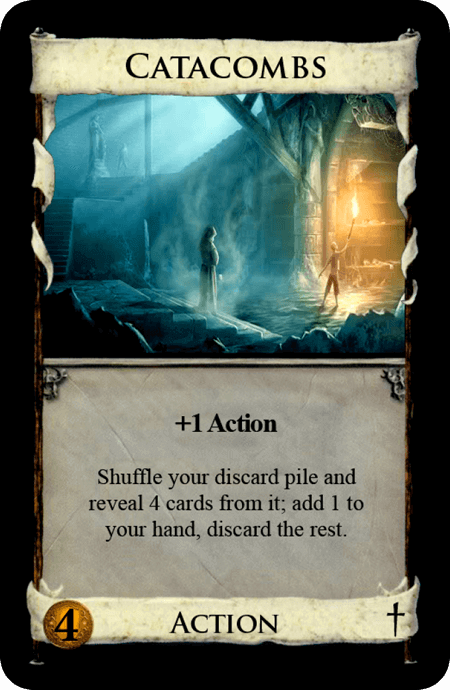 CATACOMBS
+1 Action
Shuffle your discard pile and
reveal 4 cards from it; add 1 to
your hand, discard the rest.
4
ACTION
†